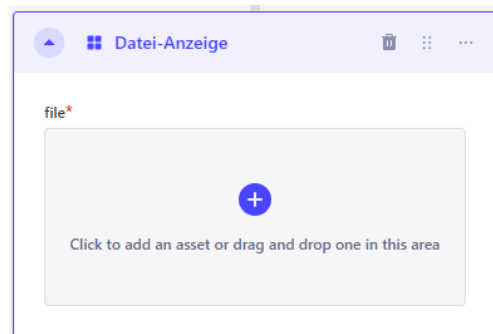 Datei-Anzeige
file*
Click to add an asset or drag and drop one in this area